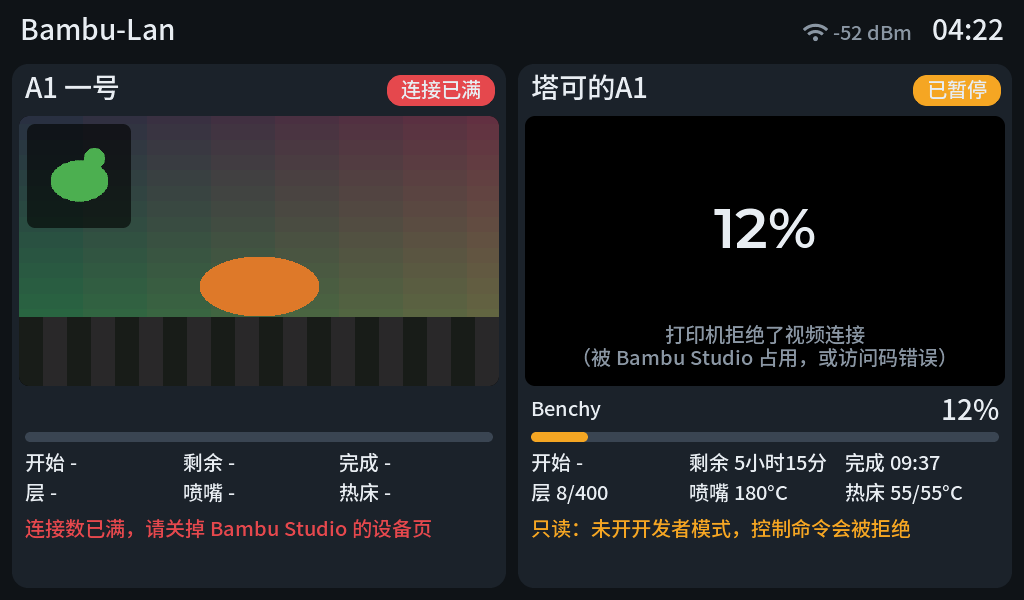 Bambu-Lan
-52 dBm
04:22
A1 一号
连接已满
开始 -
剩余 -
完成 -
层 -
喷嘴 -
热床 -
连接数已满，请关掉 Bambu Studio 的设备页
塔可的A1
已暂停
12%
打印机拒绝了视频连接
（被 Bambu Studio 占用，或访问码错误）
Benchy
12%
开始 -
剩余 5小时15分
完成 09:37
层 8/400
喷嘴 180°C
热床 55/55°C
只读：未开开发者模式，控制命令会被拒绝